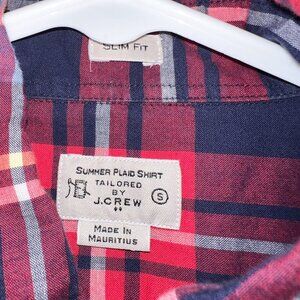 SLIM FIT
SUMMER PLAID SHIRT
TAILORED
BY
J.CREW
S
MADE IN
MAURITIUS